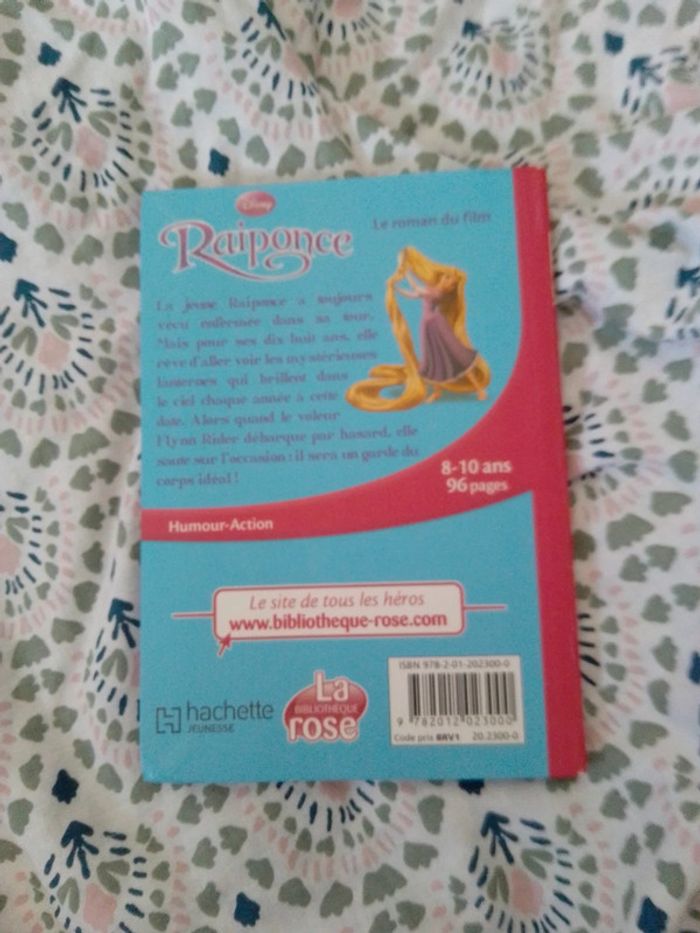 Disney
Raiponce
Le roman du film
La jeune Raiponce a toujours
vécu enfermée dans sa tour.
Mais pour ses dix-huit ans, elle
rêve d'aller voir les mystérieuses
lanternes qui brillent dans
le ciel chaque année à cette
date. Alors quand le voleur
Flynn Rider débarque par hasard, elle
saute sur l'occasion : il sera un garde du
corps idéal !
8-10 ans
96 pages
Humour-Action
Le site de tous les héros
www.bibliotheque-rose.com
hachette
JEUNESSE
La
BIBLIOTHÈQUE
rose
ISBN 978-2-01-202300-0
9 782012 023000
Code prix BRV1 20.2300-0